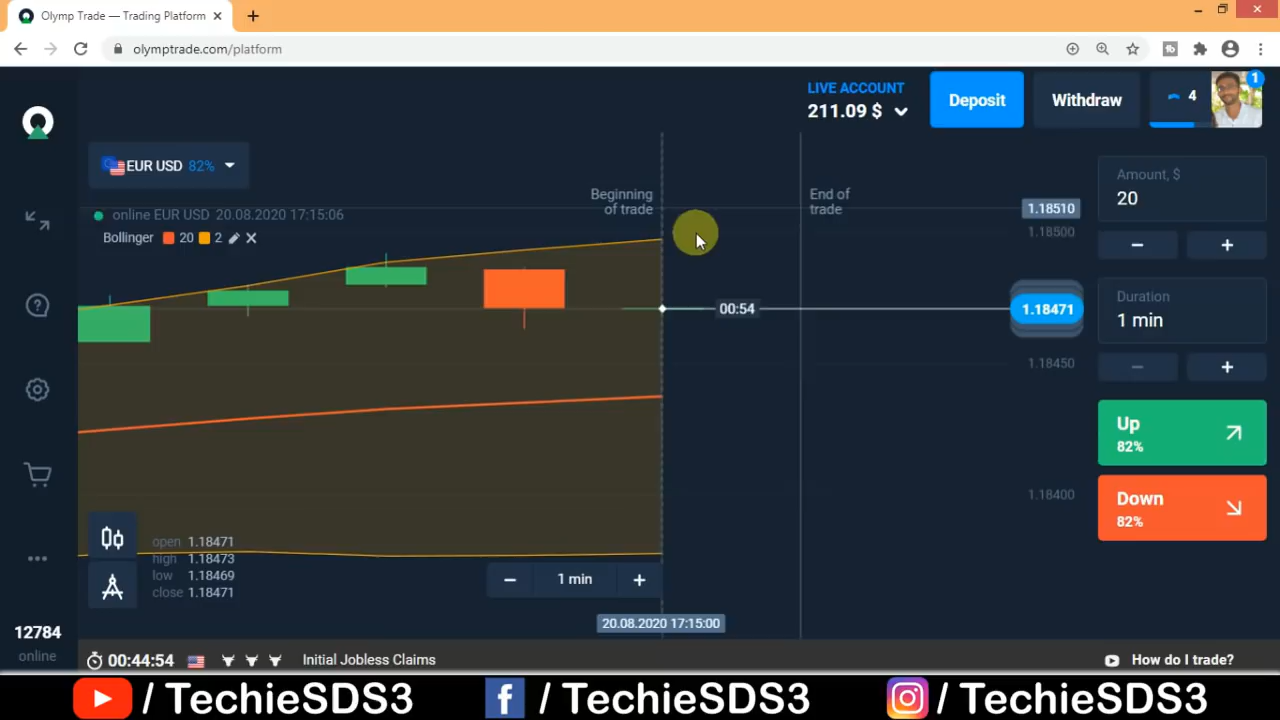 Olymp Trade — Trading Platform
olymptrade.com/platform
LIVE ACCOUNT
211.09 $
Deposit
Withdraw
4
1
EUR USD 82%
online EUR USD 20.08.2020 17:15:06
Bollinger 20 2
Beginning
of trade
End of
trade
1.18510
1.18500
00:54
1.18471
1.18450
1.18400
Amount, $
20
Duration
1 min
Up
82%
Down
82%
open 1.18471
high 1.18473
low 1.18469
close 1.18471
1 min
20.08.2020 17:15:00
12784
online
00:44:54 Initial Jobless Claims
How do I trade?
/ TechieSDS3 / TechieSDS3 / TechieSDS3